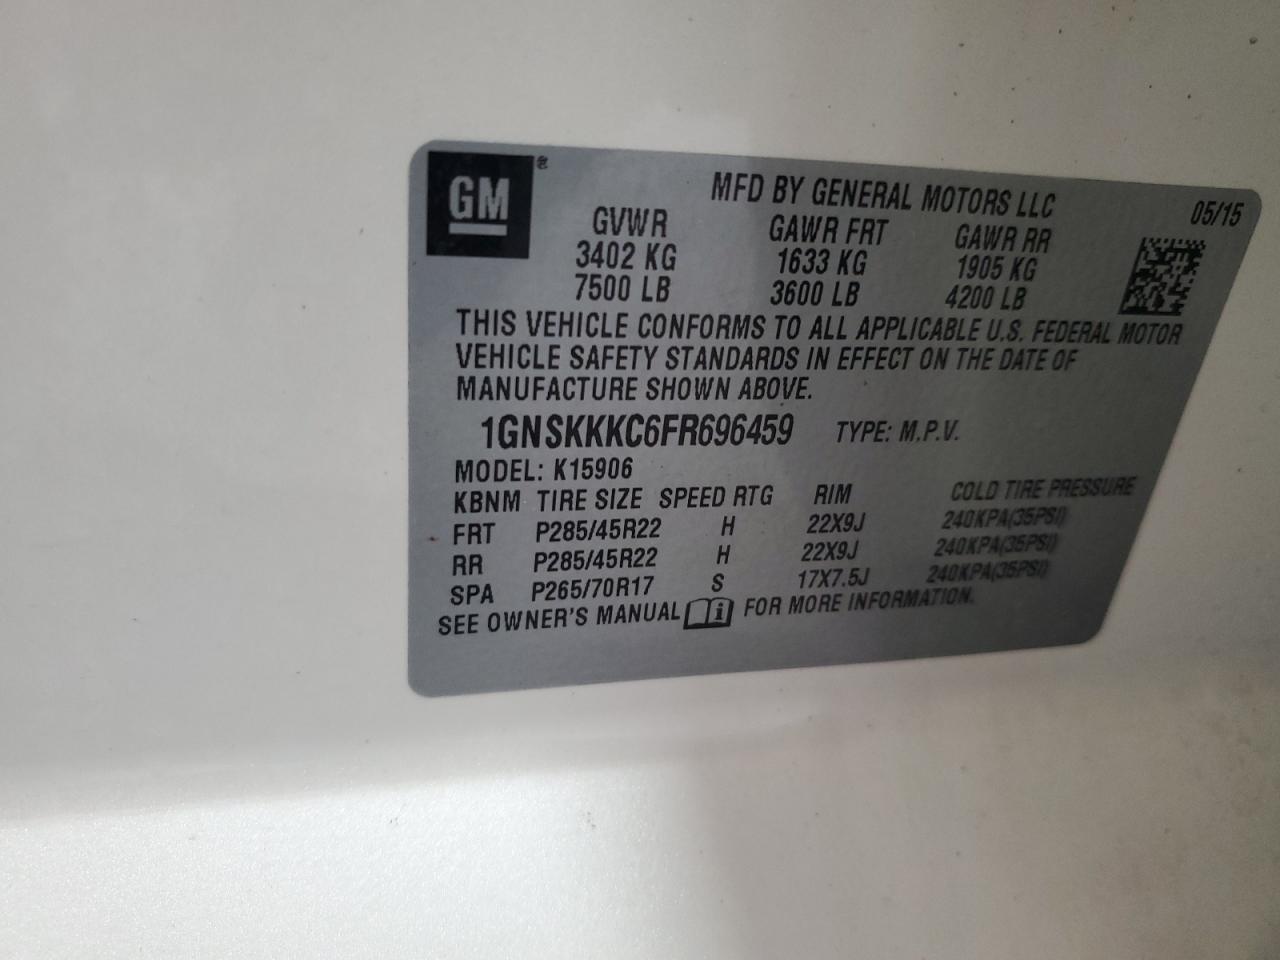 GM®
MFD BY GENERAL MOTORS LLC
05/15
GVWR GAWR FRT GAWR RR
3402 KG 1633 KG 1905 KG
7500 LB 3600 LB 4200 LB
THIS VEHICLE CONFORMS TO ALL APPLICABLE U.S. FEDERAL MOTOR
VEHICLE SAFETY STANDARDS IN EFFECT ON THE DATE OF
MANUFACTURE SHOWN ABOVE.
1GNSKKKC6FR696459 TYPE: M.P.V.
MODEL: K15906
KBNM TIRE SIZE SPEED RTG RIM COLD TIRE PRESSURE
FRT P285/45R22 H 22X9J 240KPA(35PSI)
RR P285/45R22 H 22X9J 240KPA(35PSI)
SPA P265/70R17 S 17X7.5J 240KPA(35PSI)
SEE OWNER'S MANUAL i FOR MORE INFORMATION.